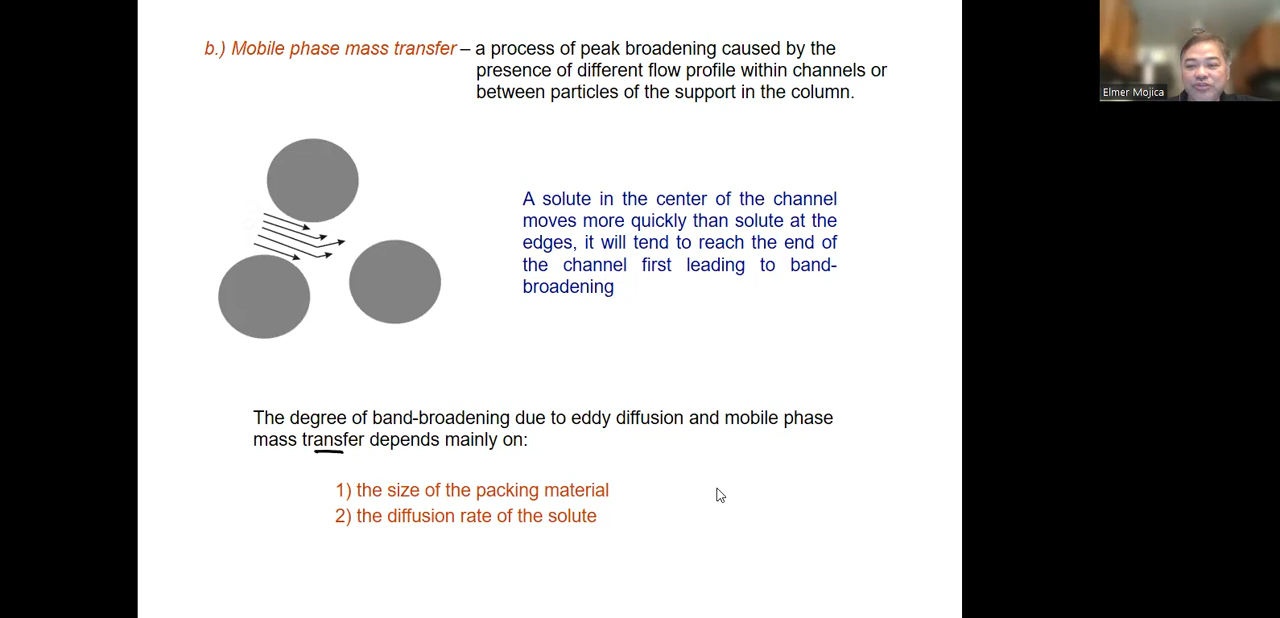 b.) Mobile phase mass transfer – a process of peak broadening caused by the
presence of different flow profile within channels or
between particles of the support in the column.
Elmer Mojica
A solute in the center of the channel
moves more quickly than solute at the
edges, it will tend to reach the end of
the channel first leading to band-
broadening
The degree of band-broadening due to eddy diffusion and mobile phase
mass transfer depends mainly on:
1) the size of the packing material
2) the diffusion rate of the solute